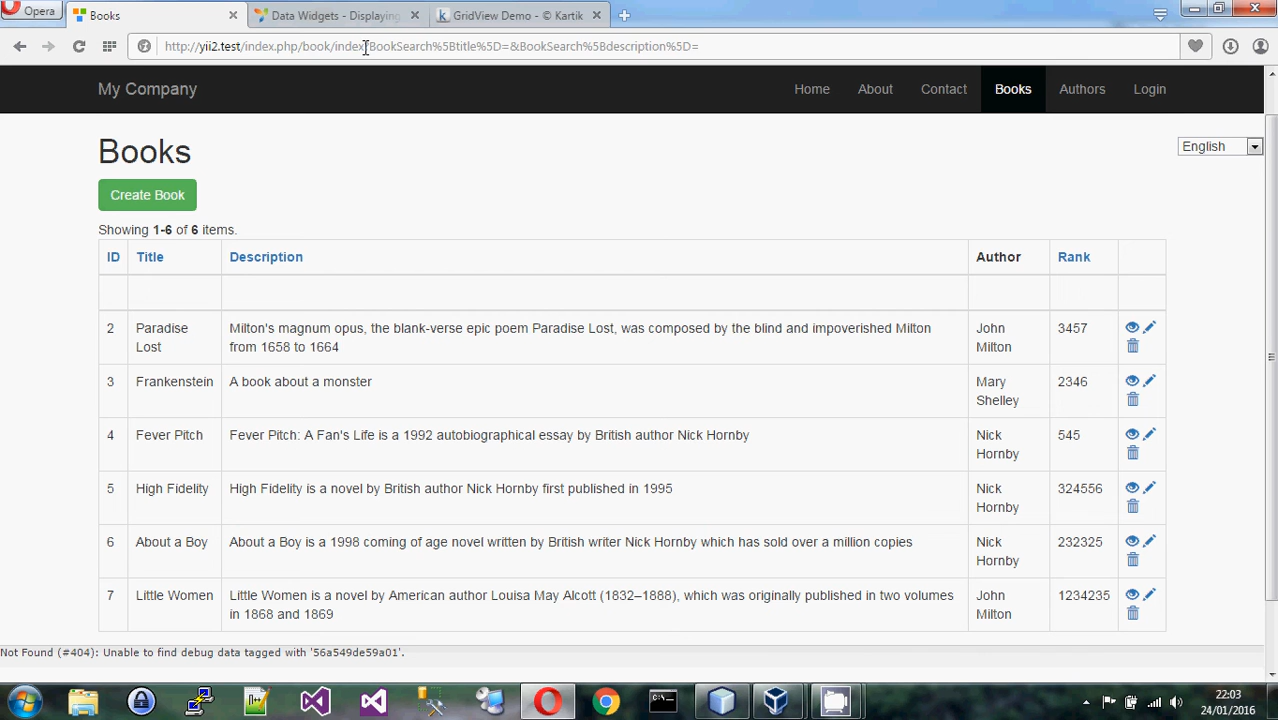 Opera
Books
Data Widgets - Displaying
GridView Demo - © Kartik
http://yii2.test/index.php/book/index?BookSearch%5Btitle%5D=&BookSearch%5Bdescription%5D=
My Company
Home
About
Contact
Books
Authors
Login
Books
English
Create Book
Showing 1-6 of 6 items.
ID Title Description Author Rank
2 Paradise Lost Milton's magnum opus, the blank-verse epic poem Paradise Lost, was composed by the blind and impoverished Milton
from 1658 to 1664 John Milton 3457
3 Frankenstein A book about a monster Mary Shelley 2346
4 Fever Pitch Fever Pitch: A Fan's Life is a 1992 autobiographical essay by British author Nick Hornby Nick Hornby 545
5 High Fidelity High Fidelity is a novel by British author Nick Hornby first published in 1995 Nick Hornby 324556
6 About a Boy About a Boy is a 1998 coming of age novel written by British writer Nick Hornby which has sold over a million copies Nick Hornby 232325
7 Little Women Little Women is a novel by American author Louisa May Alcott (1832–1888), which was originally published in two volumes
in 1868 and 1869 John Milton 1234235
Not Found (#404): Unable to find debug data tagged with '56a549de59a01'.
22:03
24/01/2016